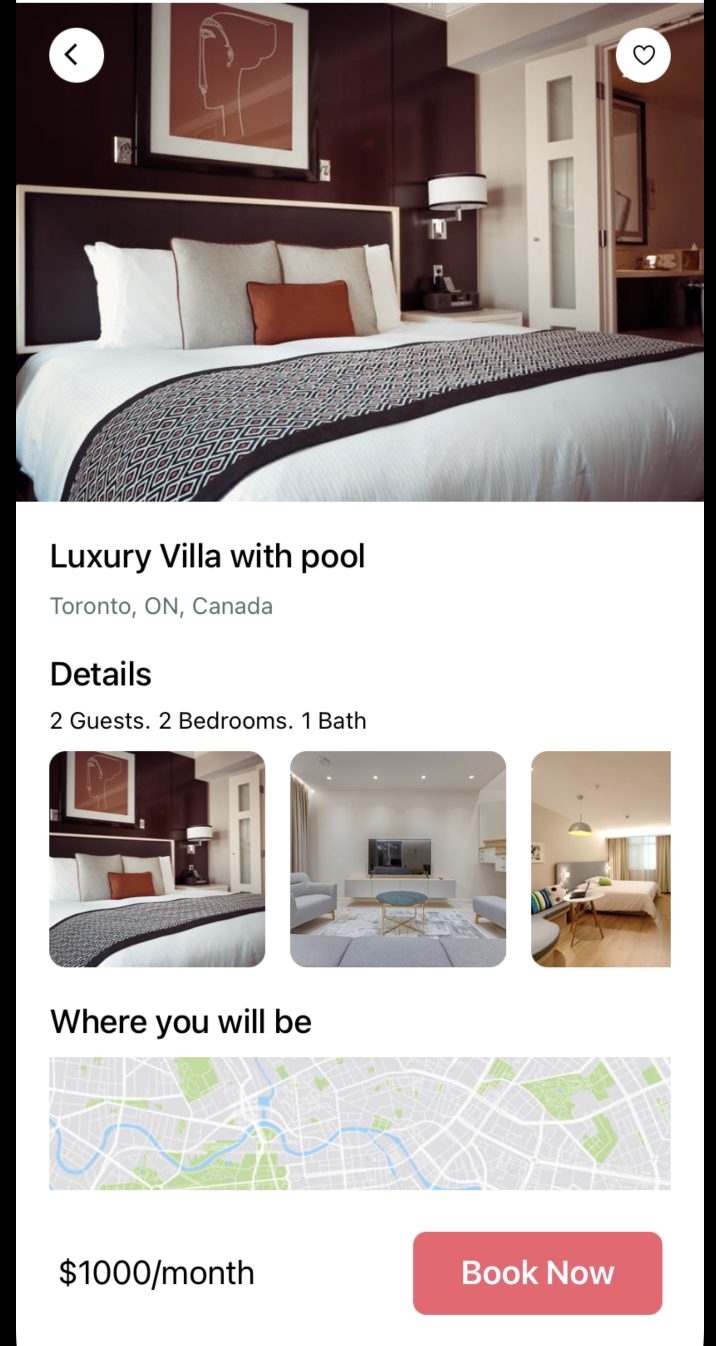 Luxury Villa with pool
Toronto, ON, Canada
Details
2 Guests. 2 Bedrooms. 1 Bath
Where you will be
$1000/month
Book Now